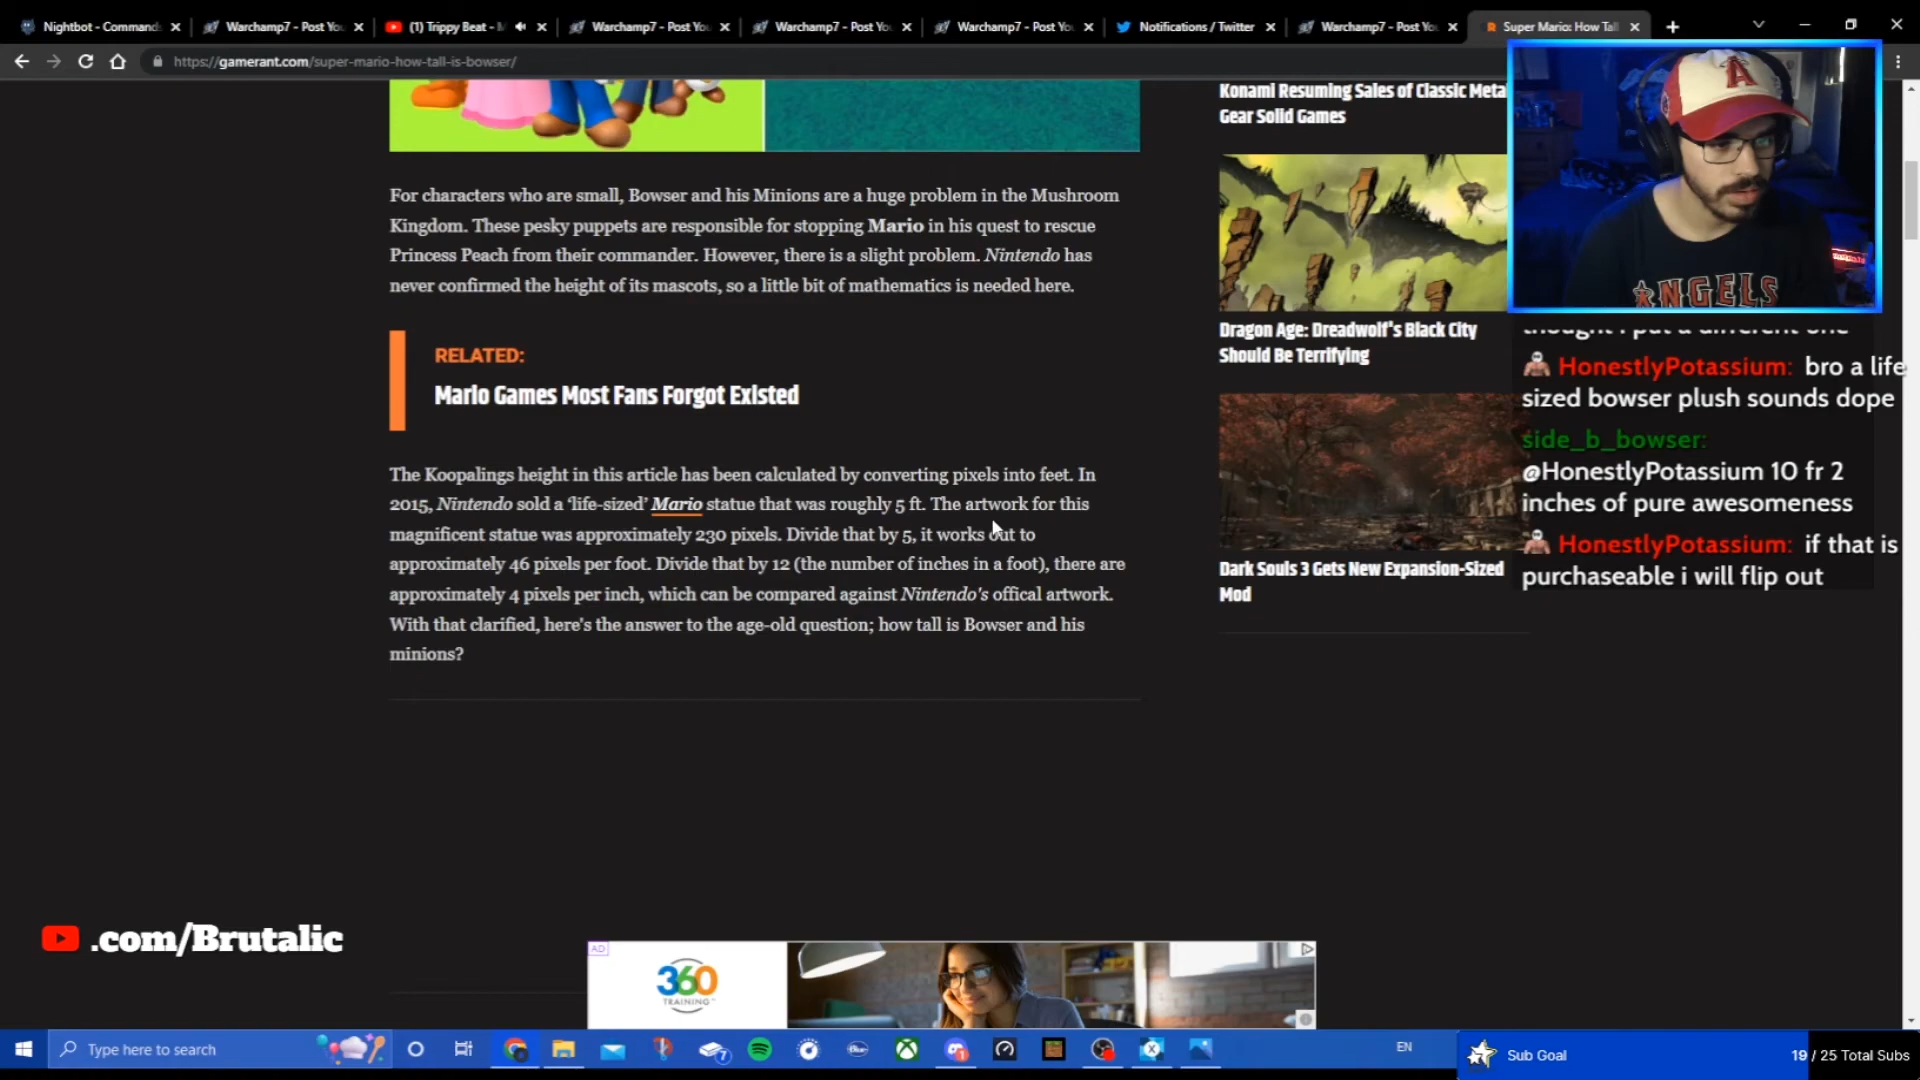 Nightbot - Command
Warchamp7 - Post Yo
(1) Trippy Beat - M
Warchamp7 - Post Yo
Warchamp7 - Post Yo
Warchamp7 - Post Yo
Notifications / Twitter
Warchamp7 - Post Yo
Super Mario: How Tal
https://gamerant.com/super-mario-how-tall-is-bowser/
For characters who are small, Bowser and his Minions are a huge problem in the Mushroom
Kingdom. These pesky puppets are responsible for stopping Mario in his quest to rescue
Princess Peach from their commander. However, there is a slight problem. Nintendo has
never confirmed the height of its mascots, so a little bit of mathematics is needed here.
RELATED:
Mario Games Most Fans Forgot Existed
The Koopalings height in this article has been calculated by converting pixels into feet. In
2015, Nintendo sold a ‘life-sized’ Mario statue that was roughly 5 ft. The artwork for this
magnificent statue was approximately 230 pixels. Divide that by 5, it works out to
approximately 46 pixels per foot. Divide that by 12 (the number of inches in a foot), there are
approximately 4 pixels per inch, which can be compared against Nintendo's offical artwork.
With that clarified, here's the answer to the age-old question; how tall is Bowser and his
minions?
Konami Resuming Sales of Classic Metal
Gear Solid Games
Dragon Age: Dreadwolf's Black City
Should Be Terrifying
Dark Souls 3 Gets New Expansion-Sized
Mod
A
ANGELS
thought i put a different one
HonestlyPotassium: bro a life
sized bowser plush sounds dope
side_b_bowser:
@HonestlyPotassium 10 fr 2
inches of pure awesomeness
HonestlyPotassium: if that is
purchaseable i will flip out
.com/Brutalic
AD
360
TRAINING
Type here to search
7
1
EN
Sub Goal
19 / 25 Total Subs